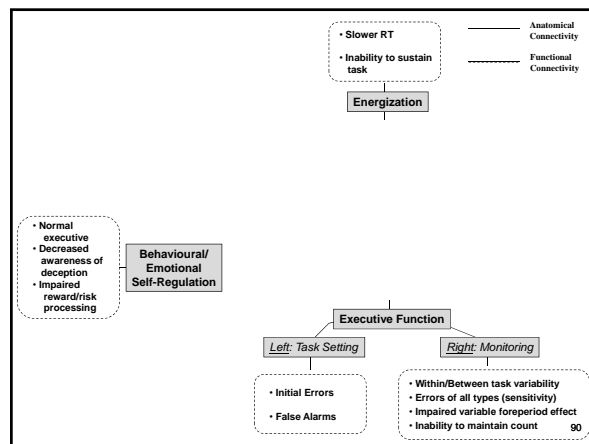 • Slower RT
• Inability to sustain
task
Anatomical
Connectivity
Functional
Connectivity
Energization
• Normal
executive
• Decreased
awareness of
deception
• Impaired
reward/risk
processing
Behavioural/
Emotional
Self-Regulation
Executive Function
Left: Task Setting
Right: Monitoring
• Initial Errors
• False Alarms
• Within/Between task variability
• Errors of all types (sensitivity)
• Impaired variable foreperiod effect
• Inability to maintain count
90